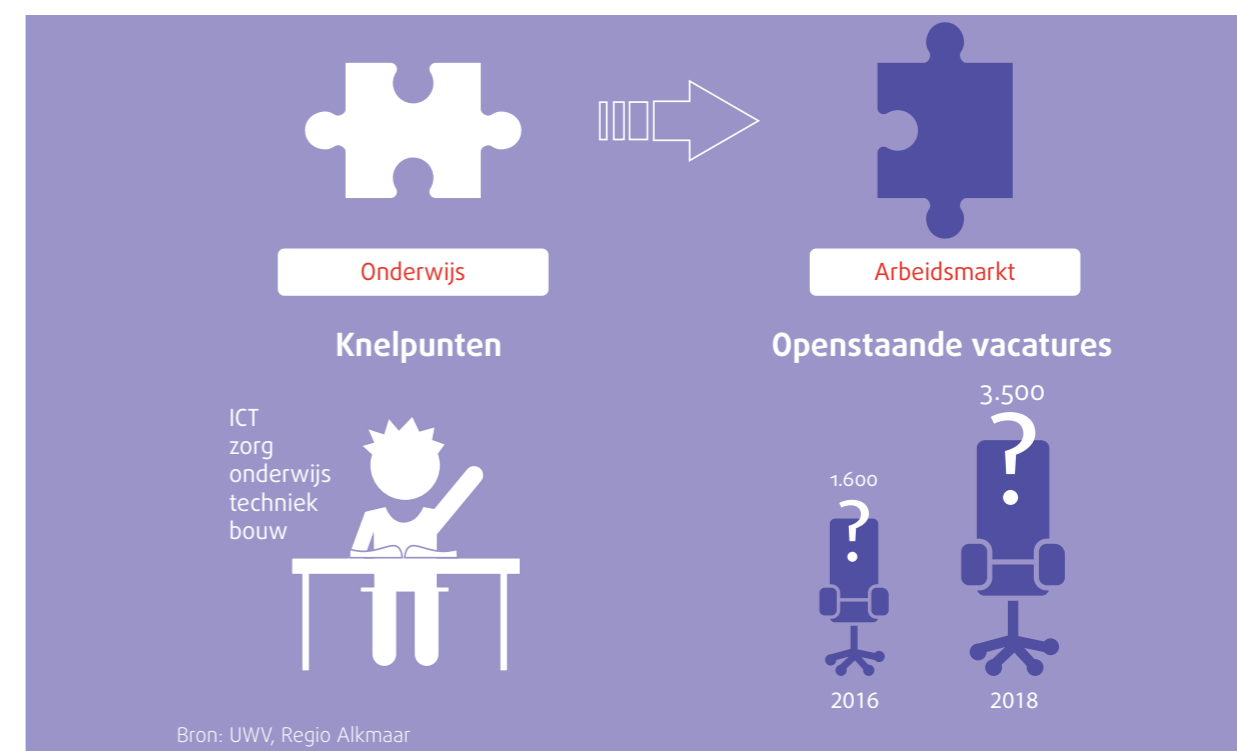 Onderwijs
Arbeidsmarkt
Knelpunten
ICT
zorg
onderwijs
techniek
bouw
Openstaande vacatures
1.600
?
2016
3.500
?
2018
Bron: UWV, Regio Alkmaar